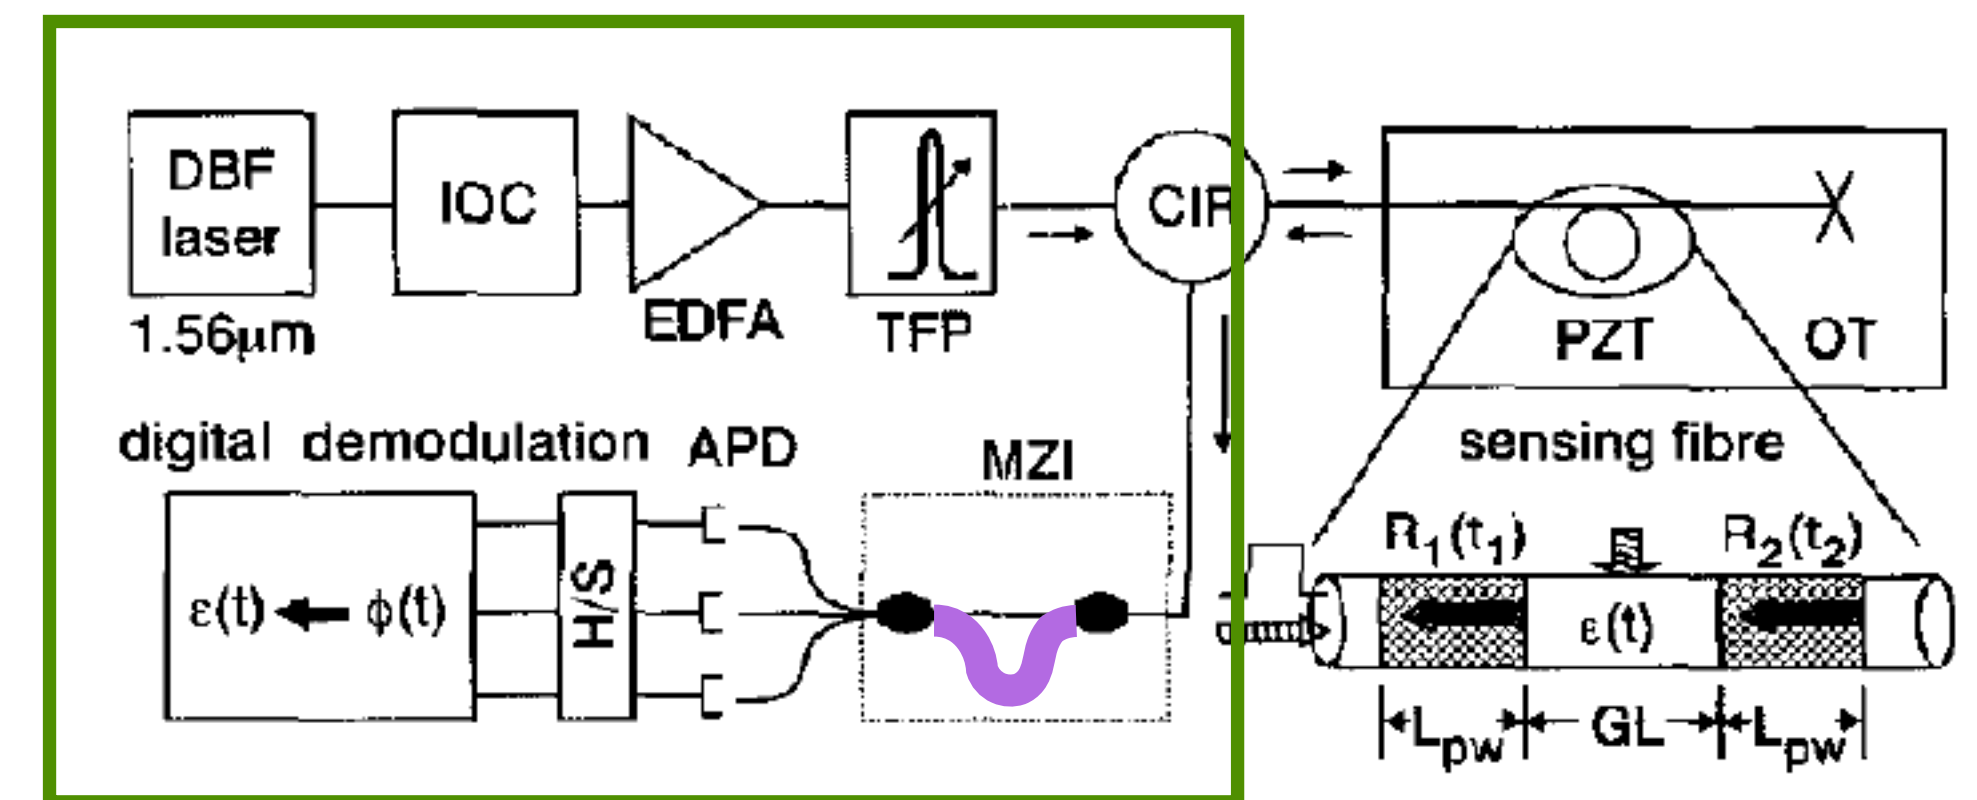 DBF
laser
1.56μm
IOC
EDFA
TFP
CIR
PZT
OT
digital demodulation
APD
MZI
sensing fibre
ε(t) ϕ(t)
H/S
R₁(t₁)
R₂(t₂)
ε(t)
Lpw
GL
Lpw